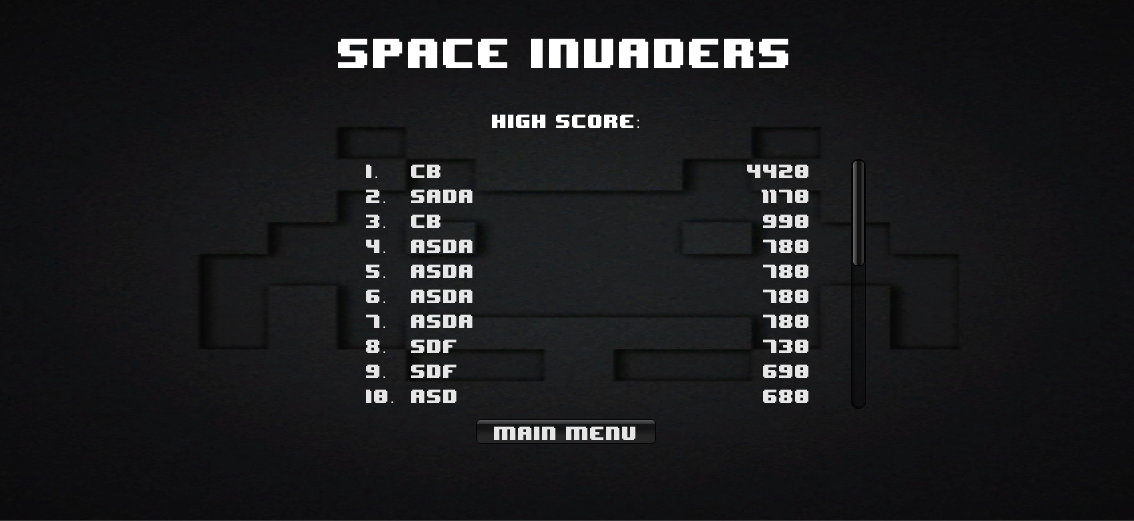 SPACE INVADERS
HIGH SCORE:
1. CB 4420
2. SADA 1170
3. CB 990
4. ASDA 780
5. ASDA 780
6. ASDA 780
7. ASDA 780
8. SDF 730
9. SDF 690
10. ASD 680
MAIN MENU